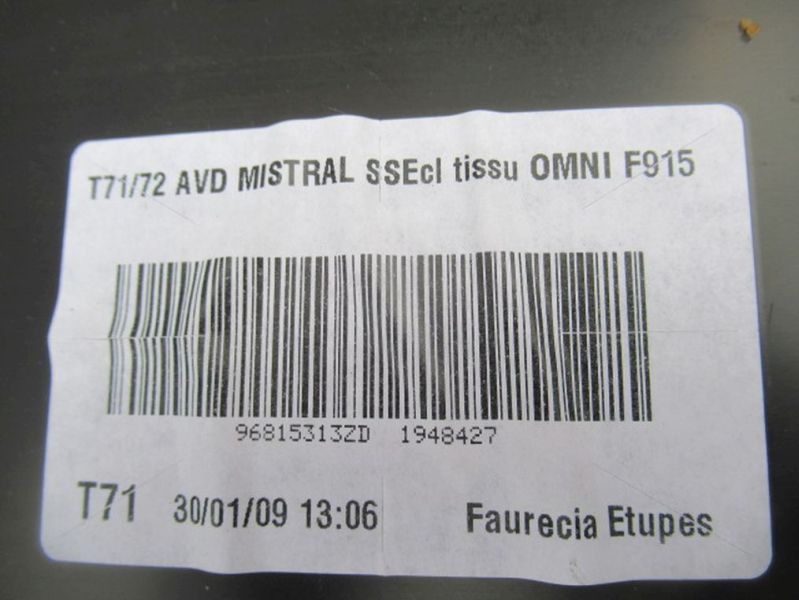 T71/72 AVD MISTRAL SSEcl tissu OMNI F915
96815313ZD 1948427
T71 30/01/09 13:06 Faurecia Etupes